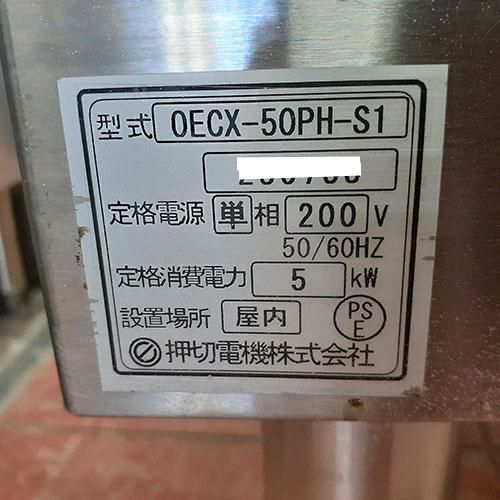 型式 OECX-50PH-S1
定格電源 単相 200 V
50/60HZ
定格消費電力 5 kW
設置場所 屋内
PS
E
押切電機株式会社